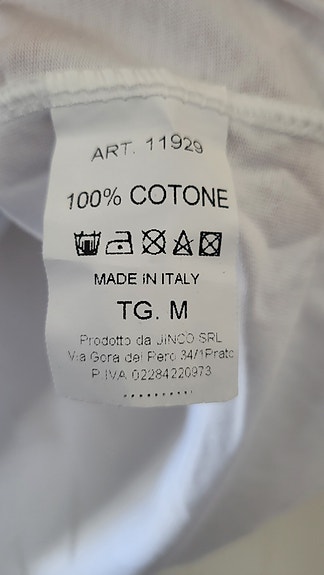 ART. 11929
100% COTONE
MADE IN ITALY
TG. M
Prodotto da JINCO SRL
Via Gora del Pero 34/1Prato
P.IVA 02284220973